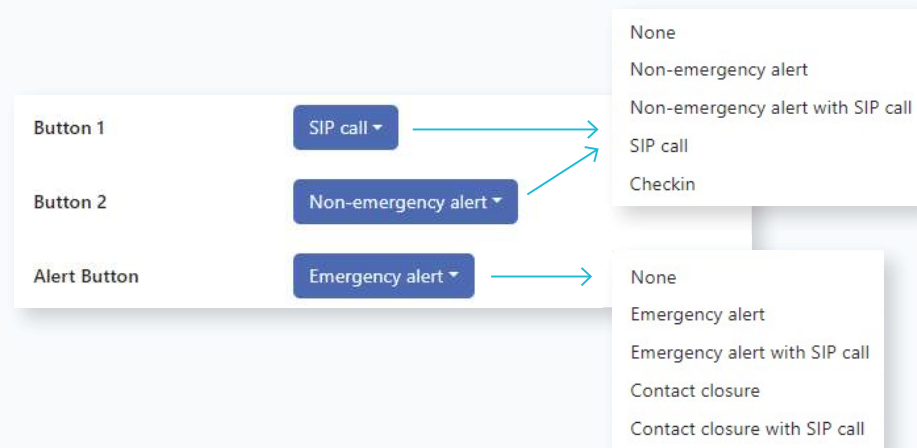 Button 1
SIP call
Button 2
Non-emergency alert
Alert Button
Emergency alert
None
Non-emergency alert
Non-emergency alert with SIP call
SIP call
Checkin
None
Emergency alert
Emergency alert with SIP call
Contact closure
Contact closure with SIP call